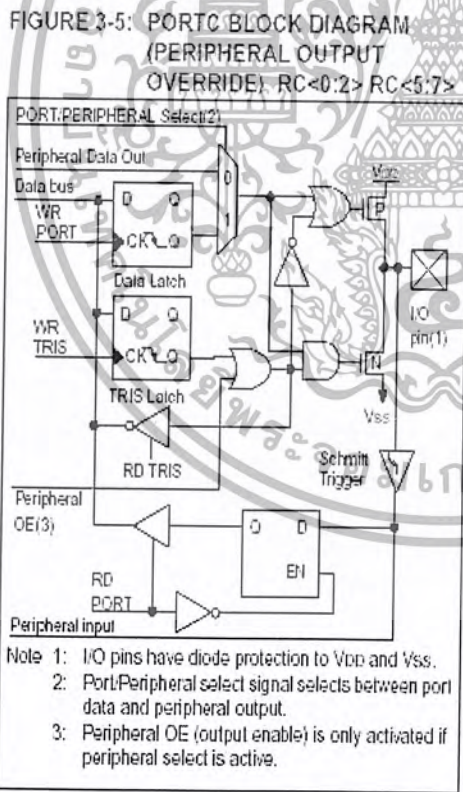 FIGURE 3-5: PORTC BLOCK DIAGRAM
(PERIPHERAL OUTPUT
OVERRIDE) RC<0:2> RC<5:7>
PORT/PERIPHERAL Select(2)
Peripheral Data Out
Data bus
WR
PORT
D Q
CK Q
Data Latch
0
1
VDD
P
I/O
pin(1)
WR
TRIS
D Q
CK Q
TRIS Latch
N
VSS
RD TRIS
Schmitt
Trigger
Peripheral
OE(3)
Q D
EN
RD
PORT
Peripheral input
Note 1: I/O pins have diode protection to VDD and VSS.
2: Port/Peripheral select signal selects between port
data and peripheral output.
3: Peripheral OE (output enable) is only activated if
peripheral select is active.